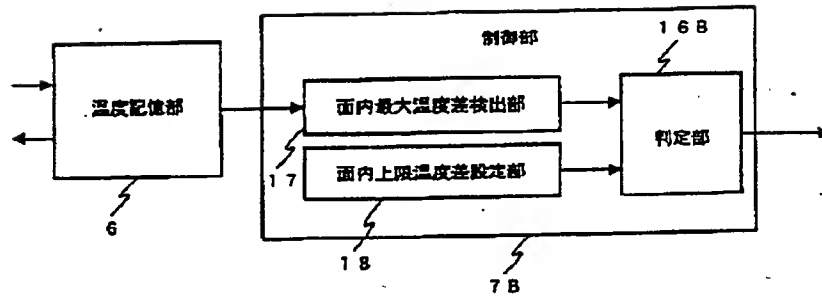 制御部
１６Ｂ
温度記憶部
面内最大温度差検出部
判定部
１７
面内上限温度差設定部
６
１８
７Ｂ